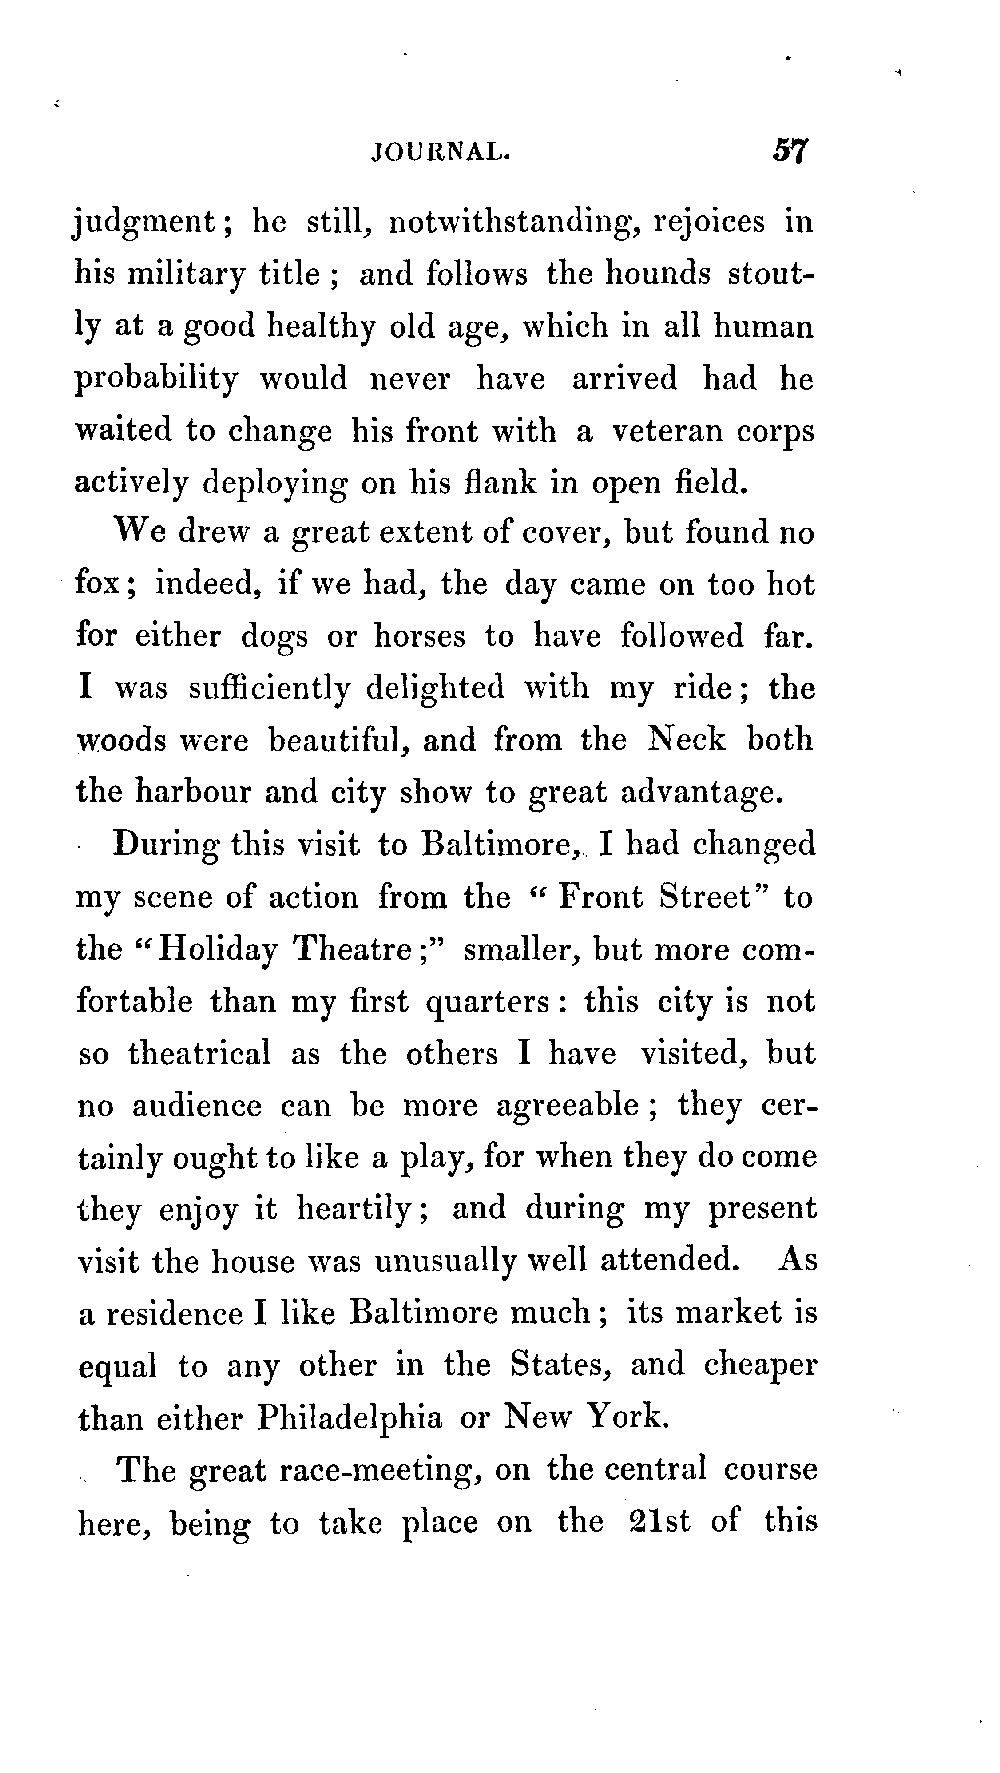 JOURNAL. 57
judgment; he still, notwithstanding, rejoices in
his military title; and follows the hounds stout-
ly at a good healthy old age, which in all human
probability would never have arrived had he
waited to change his front with a veteran corps
actively deploying on his flank in open field.
We drew a great extent of cover, but found no
fox; indeed, if we had, the day came on too hot
for either dogs or horses to have followed far.
I was sufficiently delighted with my ride; the
woods were beautiful, and from the Neck both
the harbour and city show to great advantage.
During this visit to Baltimore, I had changed
my scene of action from the “Front Street” to
the “Holiday Theatre;” smaller, but more com-
fortable than my first quarters: this city is not
so theatrical as the others I have visited, but
no audience can be more agreeable; they cer-
tainly ought to like a play, for when they do come
they enjoy it heartily; and during my present
visit the house was unusually well attended. As
a residence I like Baltimore much; its market is
equal to any other in the States, and cheaper
than either Philadelphia or New York.
The great race-meeting, on the central course
here, being to take place on the 21st of this